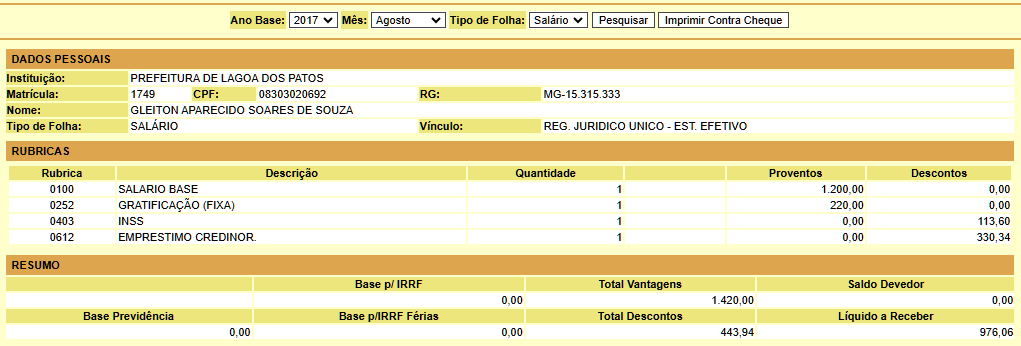 Ano Base: 2017 Mês: Agosto Tipo de Folha: Salário Pesquisar Imprimir Contra Cheque
DADOS PESSOAIS
Instituição: PREFEITURA DE LAGOA DOS PATOS
Matrícula: 1749 CPF: 08303020692 RG: MG-15.315.333
Nome: GLEITON APARECIDO SOARES DE SOUZA
Tipo de Folha: SALÁRIO Vínculo: REG. JURIDICO UNICO - EST. EFETIVO
RUBRICAS
Rubrica Descrição Quantidade Proventos Descontos
0100 SALARIO BASE 1 1.200,00 0,00
0252 GRATIFICAÇÃO (FIXA) 1 220,00 0,00
0403 INSS 1 0,00 113,60
0612 EMPRESTIMO CREDINOR. 1 0,00 330,34
RESUMO
Base p/ IRRF Total Vantagens Saldo Devedor
0,00 1.420,00 0,00
Base Previdência Base p/IRRF Férias Total Descontos Líquido a Receber
0,00 0,00 443,94 976,06